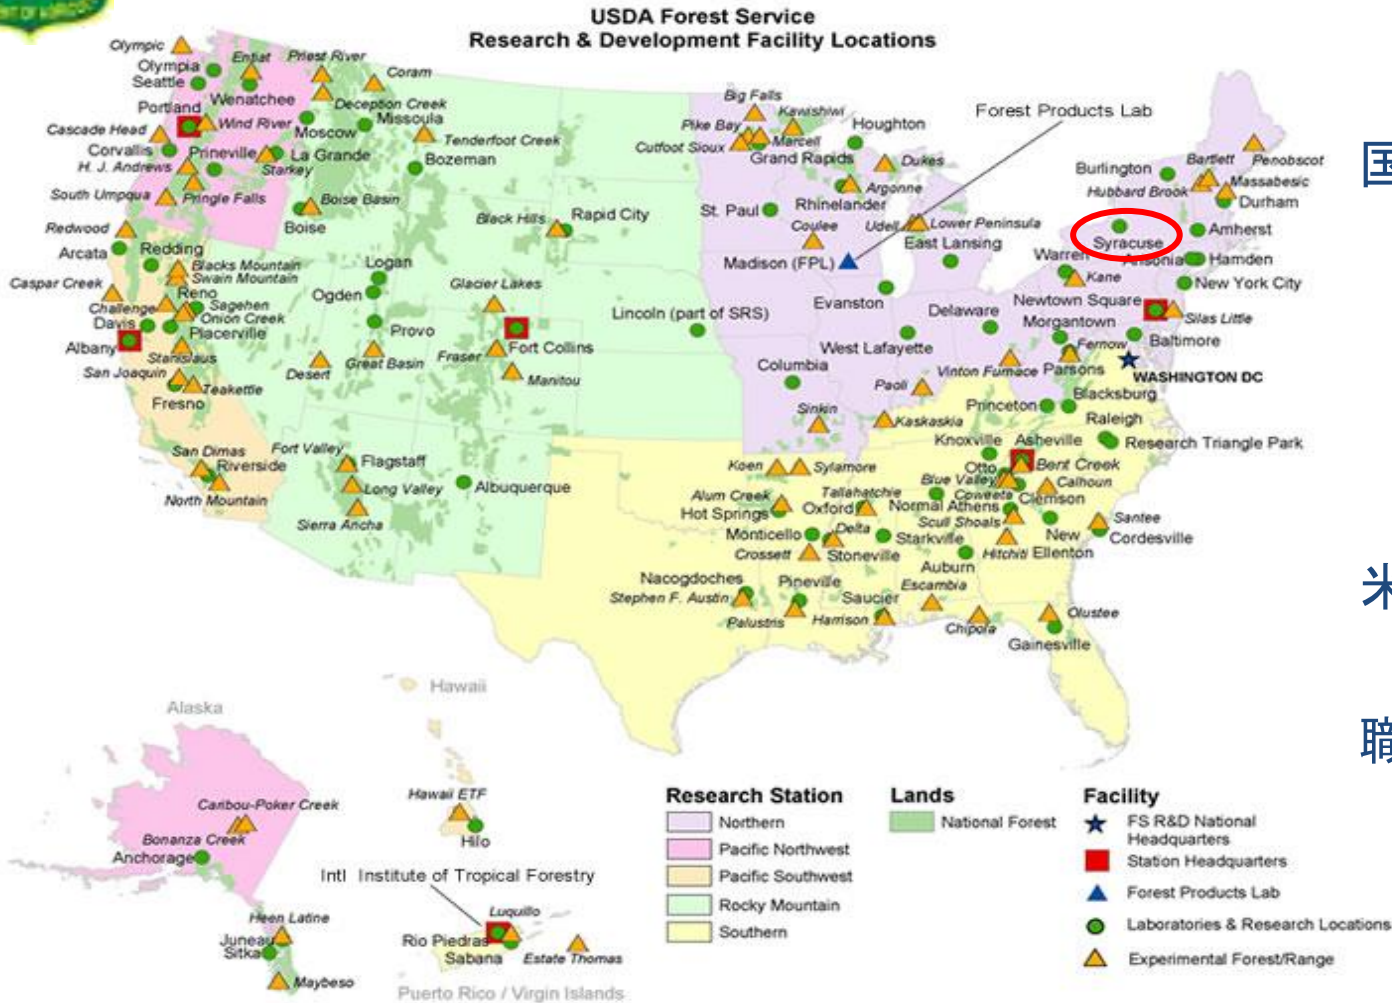 USDA Forest Service
Research & Development Facility Locations
Olympic
Olympia
Seattle
Entiat
Priest River
Coram
Wenatchee
Portland
Deception Creek
Missoula
Wind River
Moscow
Cascade Head
Tenderfoot Creek
Corvallis
Prineville
La Grande
Bozeman
H. J. Andrews
Starkey
South Umpqua
Pringle Falls
Boise Basin
Boise
Black Hills
Rapid City
Redwood
Arcata
Redding
Logan
Blacks Mountain
Swain Mountain
Caspar Creek
Reno
Ogden
Glacier Lakes
Challenge
Sagehen
Onion Creek
Davis
Placerville
Provo
Albany
Stanislaus
Desert
Great Basin
Fraser
Fort Collins
San Joaquin
Teakettle
Manitou
Fresno
San Dimas
Riverside
Fort Valley
Flagstaff
North Mountain
Long Valley
Albuquerque
Sierra Ancha
Big Falls
Kawishiwi
Forest Products Lab
Pike Bay
Marcell
Houghton
Cutfoot Sioux
Grand Rapids
Dukes
Argonne
St. Paul
Rhinelander
Coulee
Udell
Lower Peninsula
East Lansing
Madison (FPL)
Evanston
Lincoln (part of SRS)
Delaware
West Lafayette
Columbia
Paoli
Vinton Furnace
Sinkin
Kaskaskia
Burlington
Bartlett
Penobscot
Hubbard Brook
Massabesic
Durham
Syracuse
Amherst
Warren
Ansonia
Hamden
Kane
New York City
Newtown Square
Silas Little
Morgantown
Baltimore
Fernow
Parsons
WASHINGTON DC
Princeton
Blacksburg
Raleigh
Knoxville
Asheville
Research Triangle Park
Koen
Sylamore
Otto
Bent Creek
Blue Valley
Calhoun
Alum Creek
Tallahatchie
Coweeta
Clemson
Hot Springs
Oxford
Normal
Athens
Santee
Scull Shoals
Monticello
Delta
Starkville
New
Ellenton
Cordesville
Crossett
Stoneville
Hitchiti
Auburn
Nacogdoches
Pineville
Escambia
Stephen F. Austin
Saucier
Olustee
Palustris
Harrison
Chipola
Gainesville
Hawaii
Alaska
Caribou-Poker Creek
Hawaii ETF
Bonanza Creek
Hilo
Anchorage
Intl Institute of Tropical Forestry
Heen Latine
Luquillo
Juneau
Rio Piedras
Sitka
Sabana
Estate Thomas
Maybeso
Puerto Rico / Virgin Islands
Research Station
Northern
Pacific Northwest
Pacific Southwest
Rocky Mountain
Southern
Lands
National Forest
Facility
FS R&D National
Headquarters
Station Headquarters
Forest Products Lab
Laboratories & Research Locations
Experimental Forest/Range
国
米
職